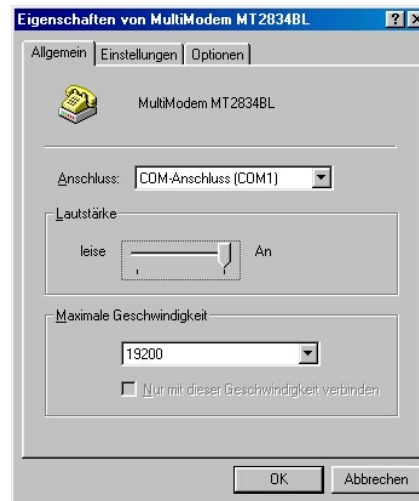 Eigenschaften von MultiModem MT2834BL
Allgemein Einstellungen Optionen
MultiModem MT2834BL
Anschluss: COM-Anschluss (COM1)
Lautstärke
leise An
Maximale Geschwindigkeit
19200
Nur mit dieser Geschwindigkeit verbinden
OK Abbrechen